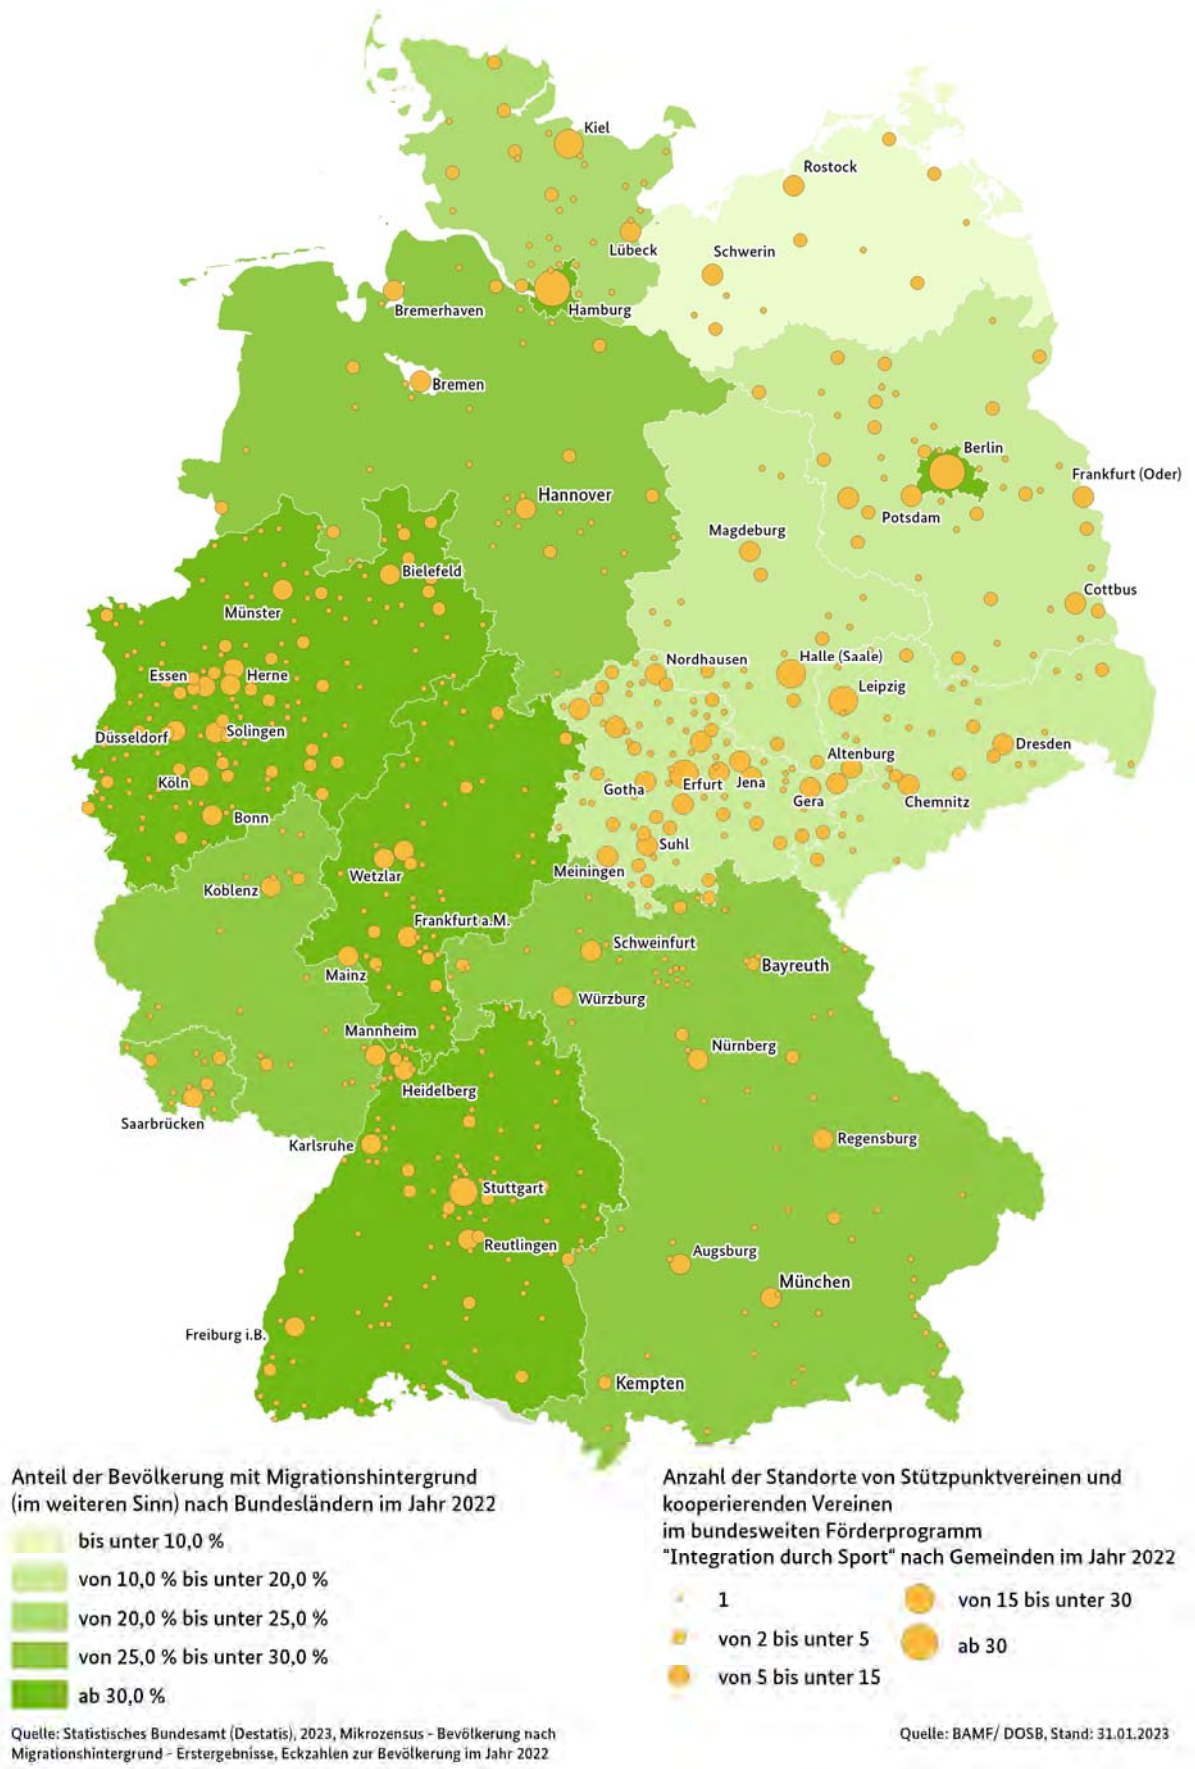 Kiel
Rostock
Lübeck
Schwerin
Hamburg
Bremerhaven
Bremen
Berlin
Frankfurt (Oder)
Hannover
Potsdam
Magdeburg
Bielefeld
Cottbus
Münster
Nordhausen
Halle (Saale)
Essen
Herne
Leipzig
Düsseldorf
Solingen
Dresden
Altenburg
Köln
Gotha
Erfurt
Jena
Gera
Chemnitz
Bonn
Suhl
Wetzlar
Meiningen
Koblenz
Frankfurt a.M.
Schweinfurt
Mainz
Bayreuth
Würzburg
Mannheim
Nürnberg
Heidelberg
Saarbrücken
Karlsruhe
Regensburg
Stuttgart
Reutlingen
Augsburg
München
Freiburg i.B.
Kempten
Anteil der Bevölkerung mit Migrationshintergrund
(im weiteren Sinn) nach Bundesländern im Jahr 2022
bis unter 10,0 %
von 10,0 % bis unter 20,0 %
von 20,0 % bis unter 25,0 %
von 25,0 % bis unter 30,0 %
ab 30,0 %
Quelle: Statistisches Bundesamt (Destatis), 2023, Mikrozensus - Bevölkerung nach
Migrationshintergrund - Erstergebnisse, Eckzahlen zur Bevölkerung im Jahr 2022
Anzahl der Standorte von Stützpunktvereinen und
kooperierenden Vereinen
im bundesweiten Förderprogramm
"Integration durch Sport" nach Gemeinden im Jahr 2022
1
von 2 bis unter 5
von 5 bis unter 15
von 15 bis unter 30
ab 30
Quelle: BAMF/ DOSB, Stand: 31.01.2023